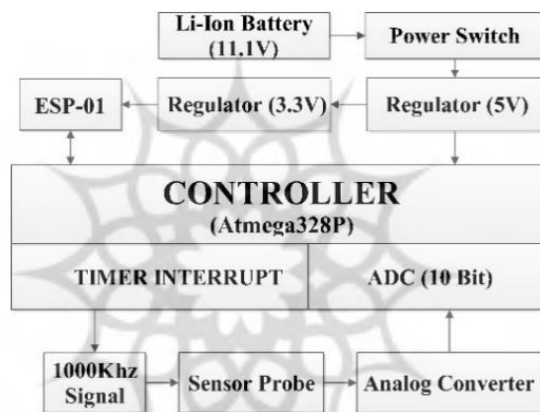 Li-Ion Battery
(11.1V)
Power Switch
ESP-01
Regulator (3.3V)
Regulator (5V)
CONTROLLER
(Atmega328P)
TIMER INTERRUPT
ADC (10 Bit)
1000Khz
Signal
Sensor Probe
Analog Converter